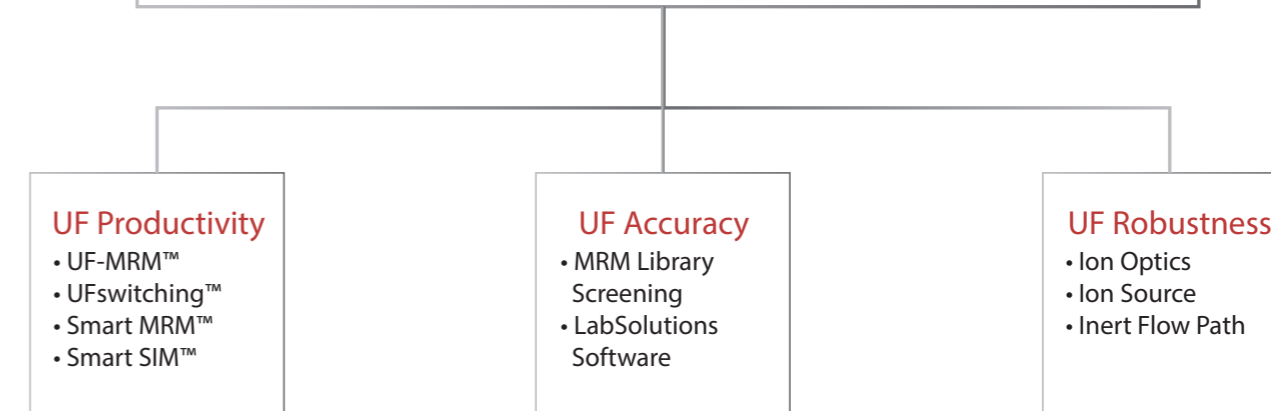 UF Productivity
• UF-MRM™
• UFswitching™
• Smart MRM™
• Smart SIM™
UF Accuracy
• MRM Library
Screening
• LabSolutions
Software
UF Robustness
• Ion Optics
• Ion Source
• Inert Flow Path